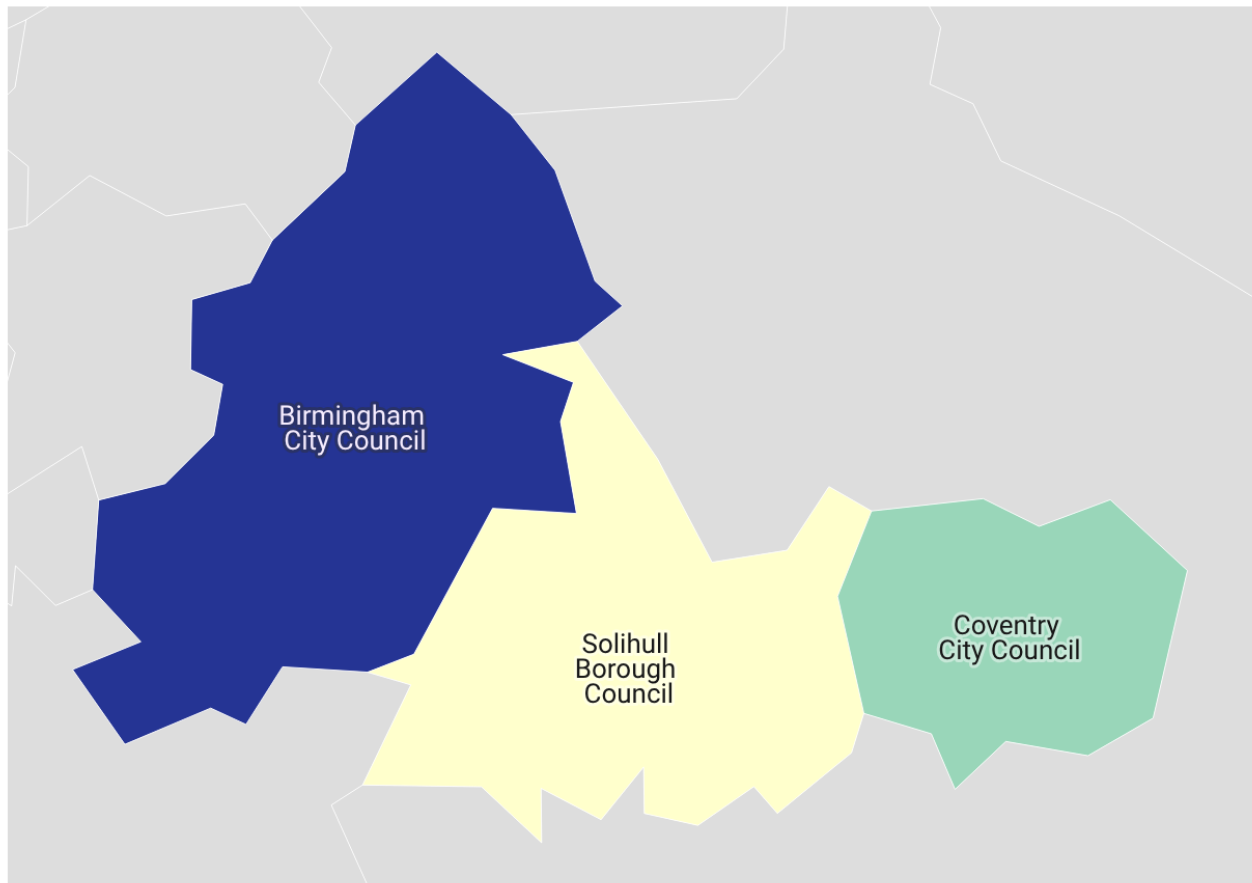 Birmingham
City Council
Solihull
Borough
Council
Coventry
City Council